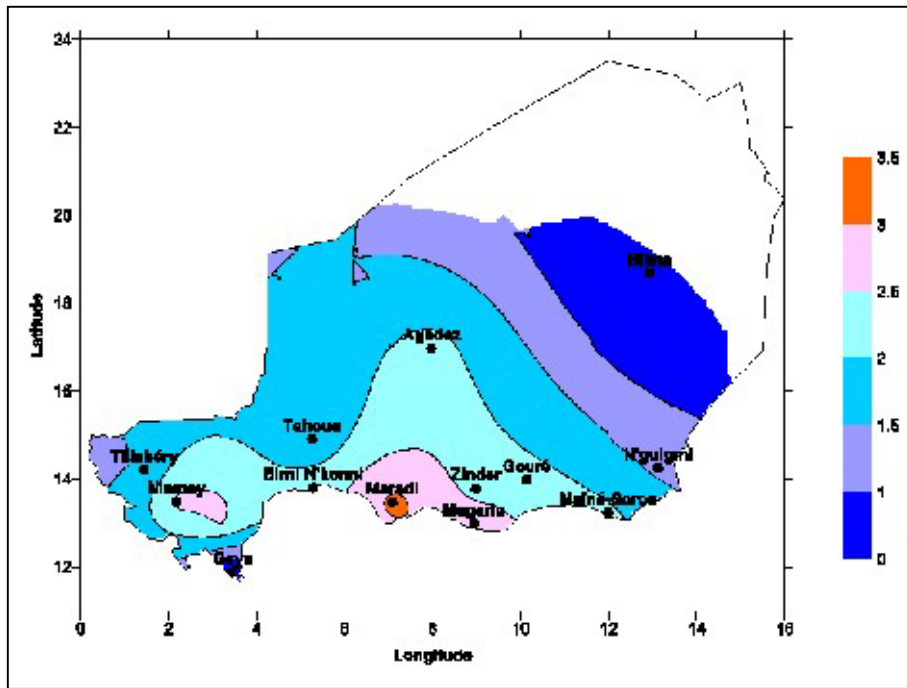 24
22
20
18
16
14
12
Latitude
0
2
4
6
8
10
12
14
16
Longitude
Bilma
Agadez
Tahoua
Tillabéry
Niamey
Birni N'konni
Maradi
Zinder
Gouré
N'guigmi
Maïné-Soroa
Magaria
Gaya
3.5
3
2.5
2
1.5
1
0